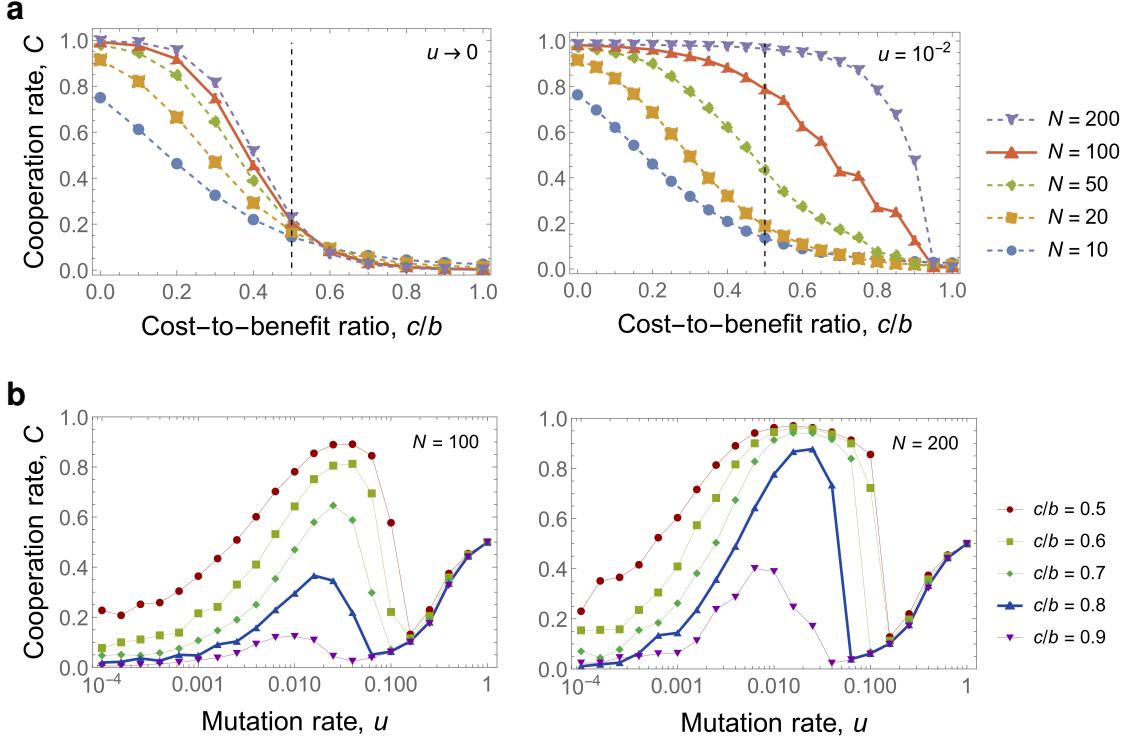 a
Cooperation rate, C
1.0
0.8
0.6
0.4
0.2
0.0
u → 0
0.0 0.2 0.4 0.6 0.8 1.0
Cost−to−benefit ratio, c/b
1.0
0.8
0.6
0.4
0.2
0.0
u = 10⁻²
0.0 0.2 0.4 0.6 0.8 1.0
Cost−to−benefit ratio, c/b
N = 200
N = 100
N = 50
N = 20
N = 10
b
Cooperation rate, C
1.0
0.8
0.6
0.4
0.2
0.0
N = 100
10⁻⁴ 0.001 0.010 0.100 1
Mutation rate, u
1.0
0.8
0.6
0.4
0.2
0.0
N = 200
10⁻⁴ 0.001 0.010 0.100 1
Mutation rate, u
c/b = 0.5
c/b = 0.6
c/b = 0.7
c/b = 0.8
c/b = 0.9